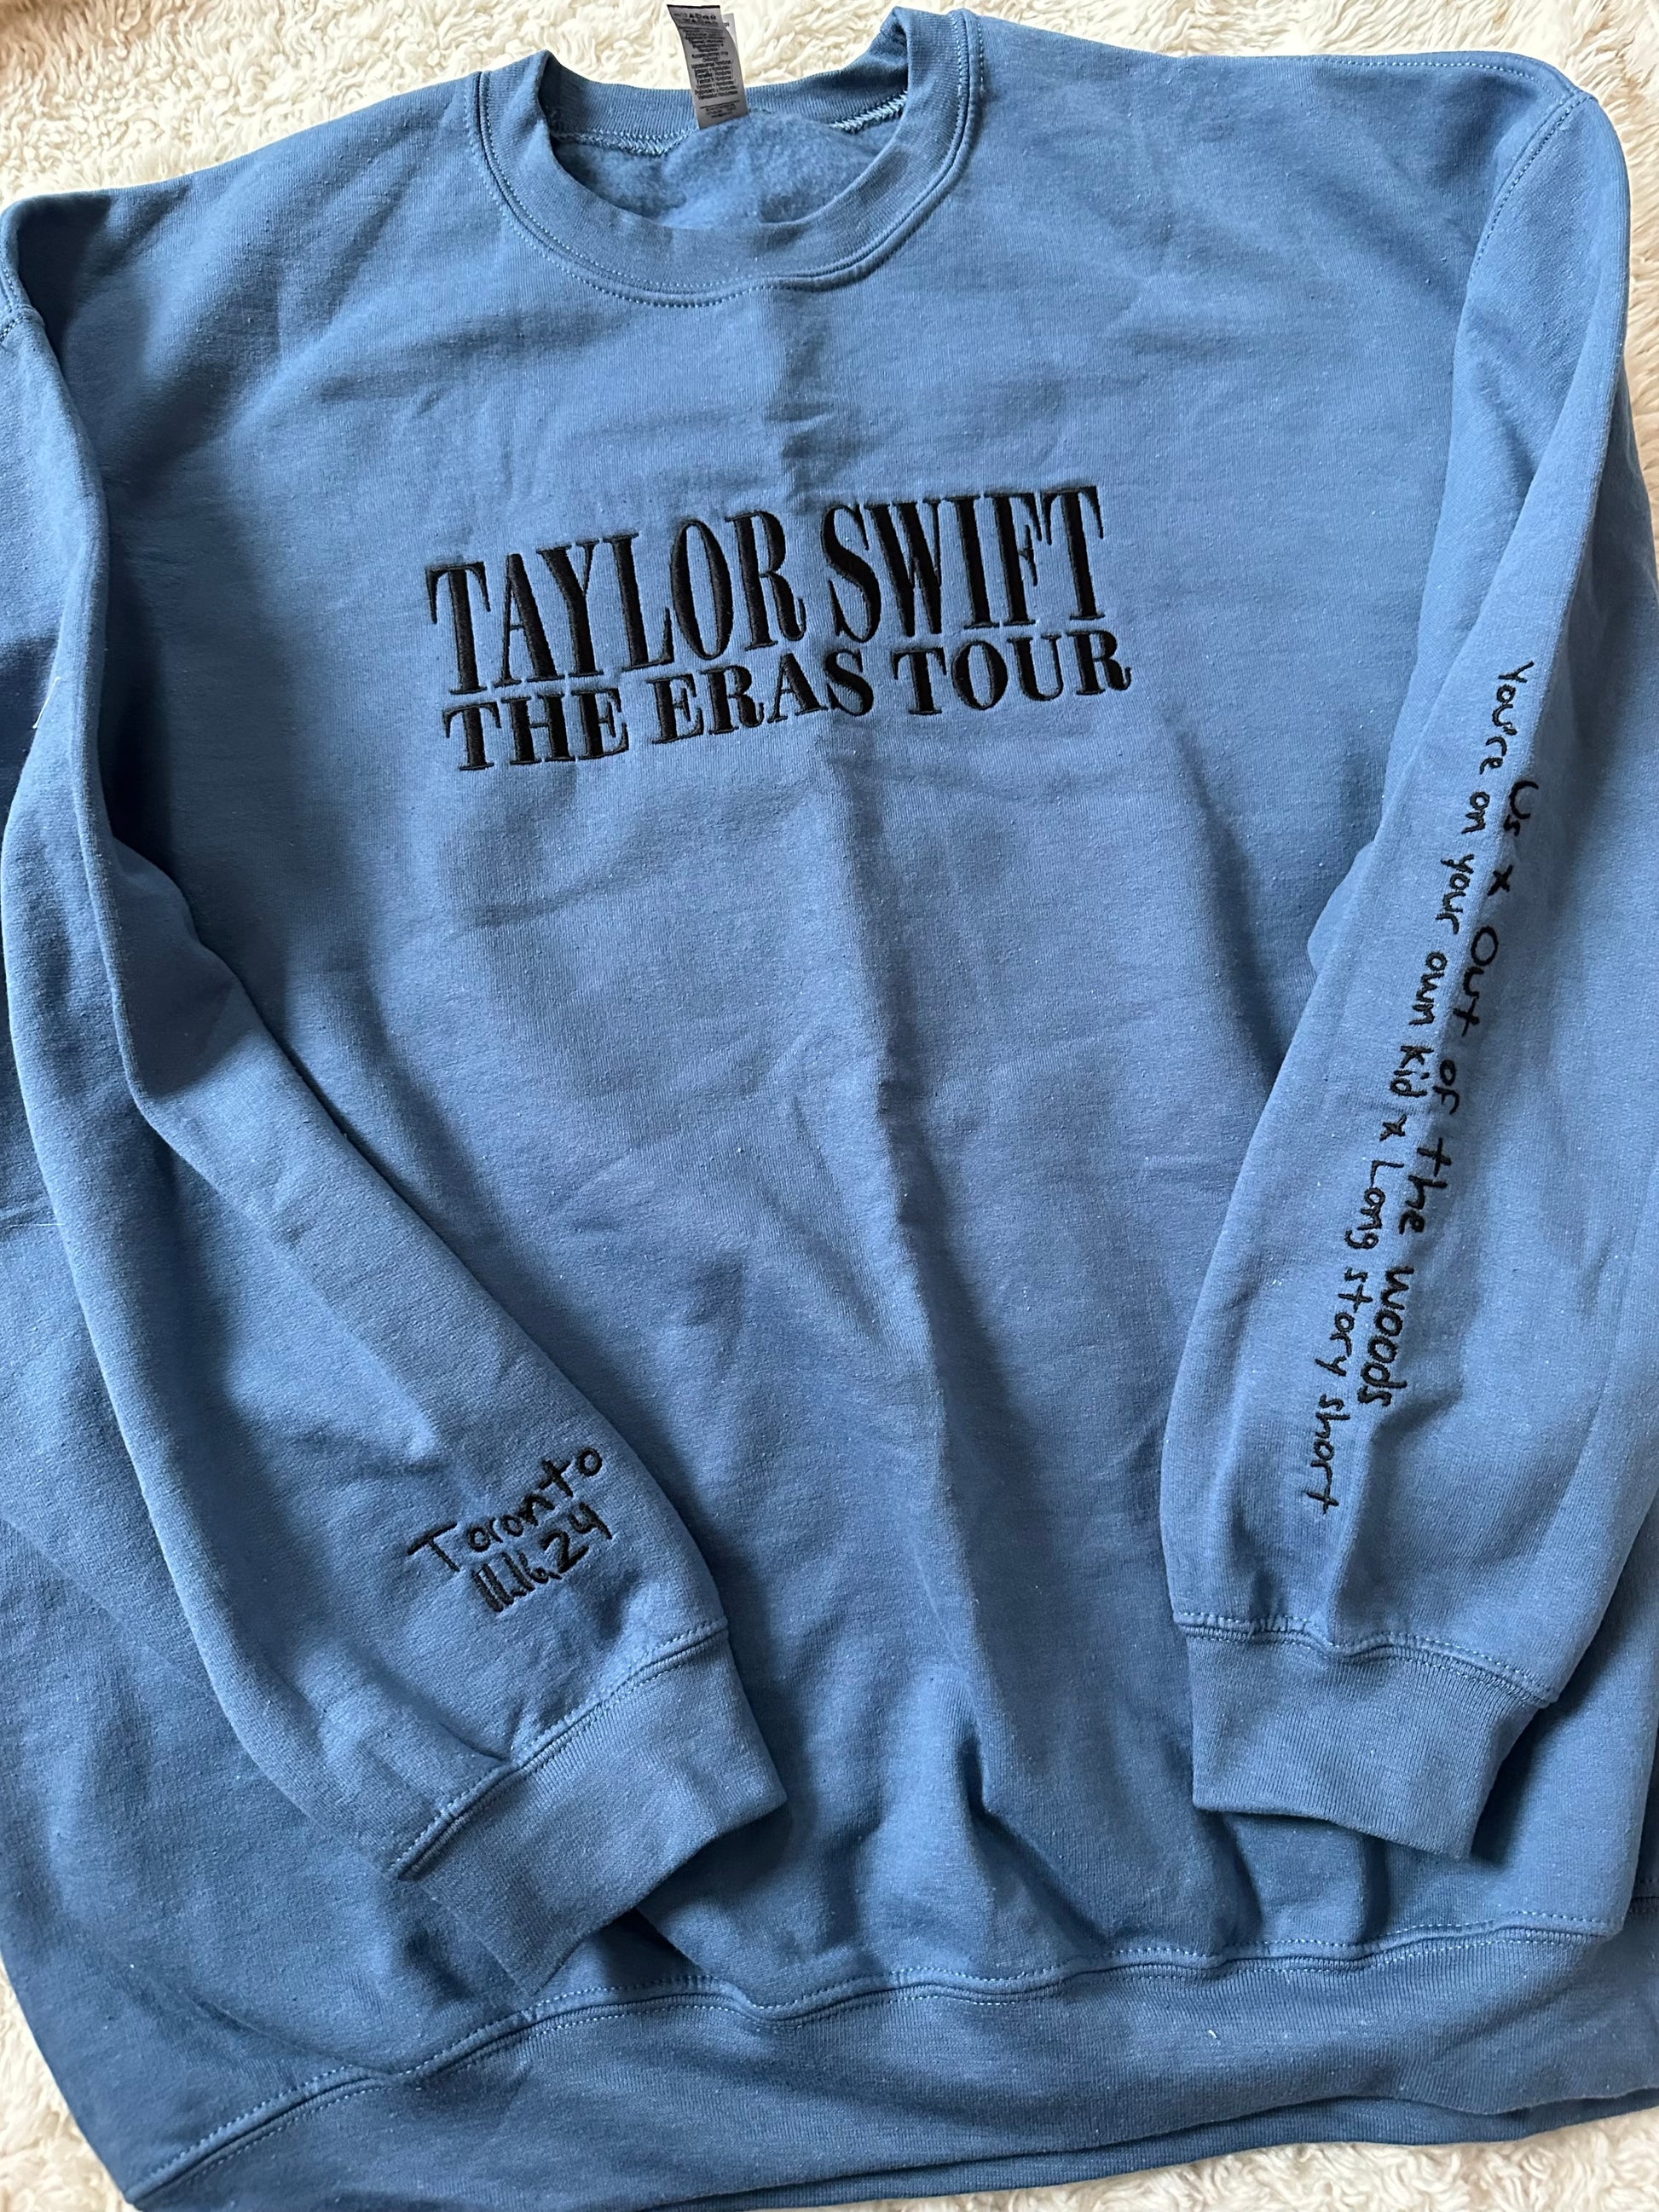 TAYLOR SWIFT
THE ERAS TOUR
Us x Out of the woods
You're on your own kid x Long story short
Toronto
11.16.24